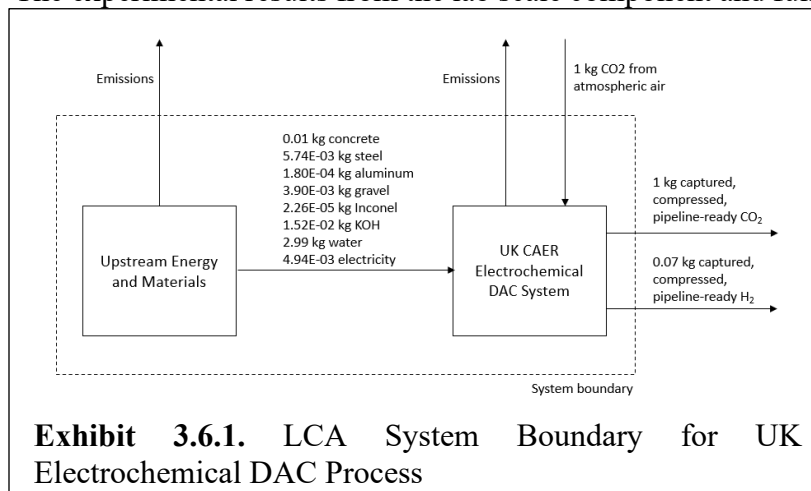 The experimental results from the lab scale component and full
Emissions
Emissions
1 kg CO2 from
atmospheric air
0.01 kg concrete
5.74E-03 kg steel
1.80E-04 kg aluminum
3.90E-03 kg gravel
2.26E-05 kg Inconel
1.52E-02 kg KOH
2.99 kg water
4.94E-03 electricity
Upstream Energy
and Materials
UK CAER
Electrochemical
DAC System
1 kg captured,
compressed,
pipeline-ready CO₂
0.07 kg captured,
compressed,
pipeline-ready H₂
System boundary
Exhibit 3.6.1. LCA System Boundary for UK
Electrochemical DAC Process